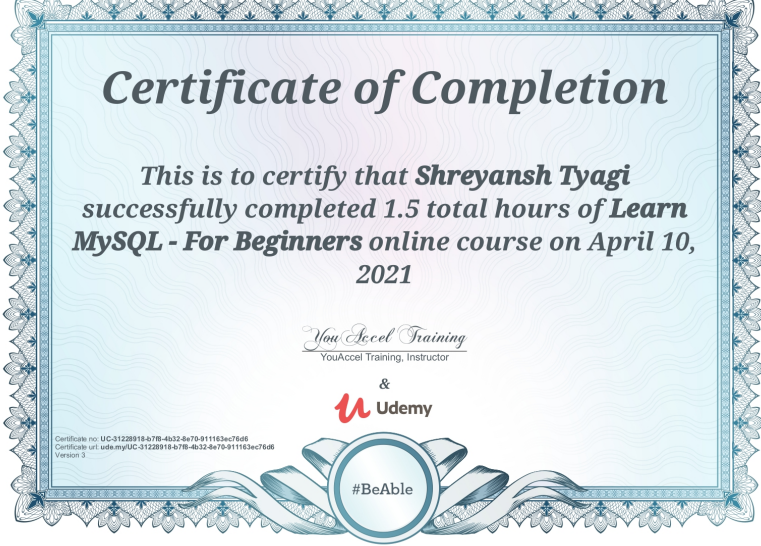 Certificate of Completion
This is to certify that Shreyansh Tyagi
successfully completed 1.5 total hours of Learn
MySQL - For Beginners online course on April 10,
2021
You Accel Training
YouAccel Training, Instructor
&
Udemy
Certificate no: UC-31228918-b7f8-4b32-8e70-911163ec76d6
Certificate url: ude.my/UC-31228918-b7f8-4b32-8e70-911163ec76d6
Version 3
#BeAble